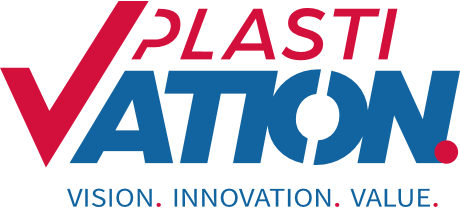 PLASTI
VATION.
VISION. INNOVATION. VALUE.